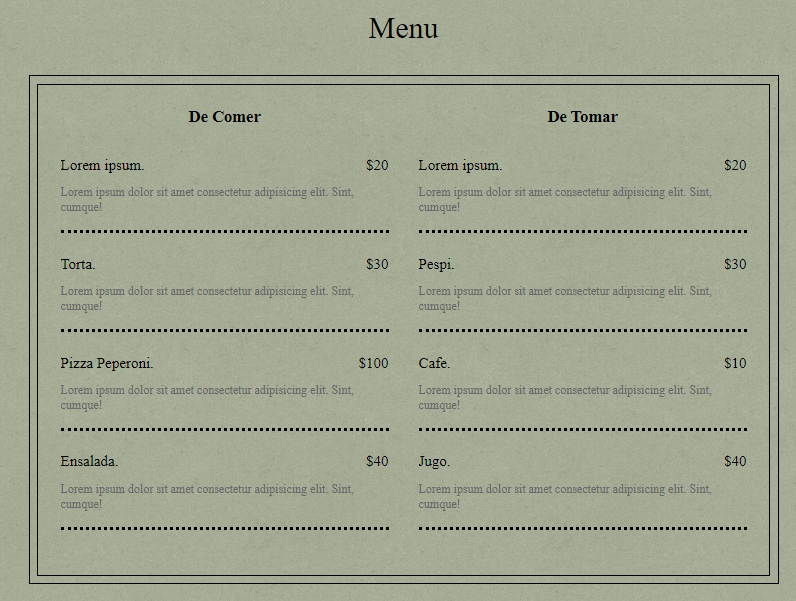 Menu
De Comer
Lorem ipsum. $20
Lorem ipsum dolor sit amet consectetur adipisicing elit. Sint,
cumque!
Torta. $30
Lorem ipsum dolor sit amet consectetur adipisicing elit. Sint,
cumque!
Pizza Peperoni. $100
Lorem ipsum dolor sit amet consectetur adipisicing elit. Sint,
cumque!
Ensalada. $40
Lorem ipsum dolor sit amet consectetur adipisicing elit. Sint,
cumque!
De Tomar
Lorem ipsum. $20
Lorem ipsum dolor sit amet consectetur adipisicing elit. Sint,
cumque!
Pespi. $30
Lorem ipsum dolor sit amet consectetur adipisicing elit. Sint,
cumque!
Cafe. $10
Lorem ipsum dolor sit amet consectetur adipisicing elit. Sint,
cumque!
Jugo. $40
Lorem ipsum dolor sit amet consectetur adipisicing elit. Sint,
cumque!